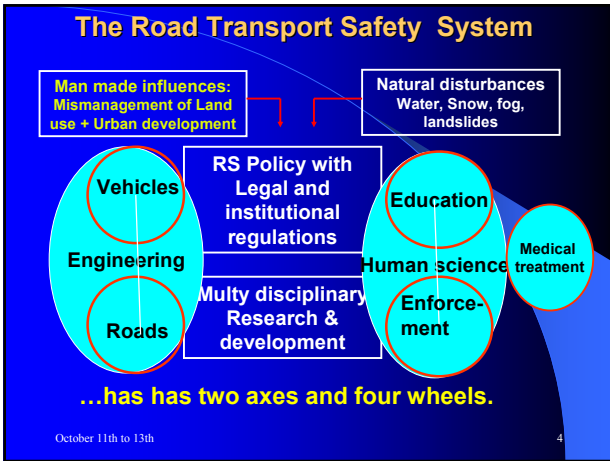 The Road Transport Safety System
Man made influences:
Mismanagement of Land
use + Urban development
Natural disturbances
Water, Snow, fog,
landslides
Vehicles
Engineering
Roads
RS Policy with
Legal and
institutional
regulations
Multy disciplinary
Research &
development
Education
Human science
Enforce-
ment
Medical
treatment
…has has two axes and four wheels.
October 11th to 13th
4